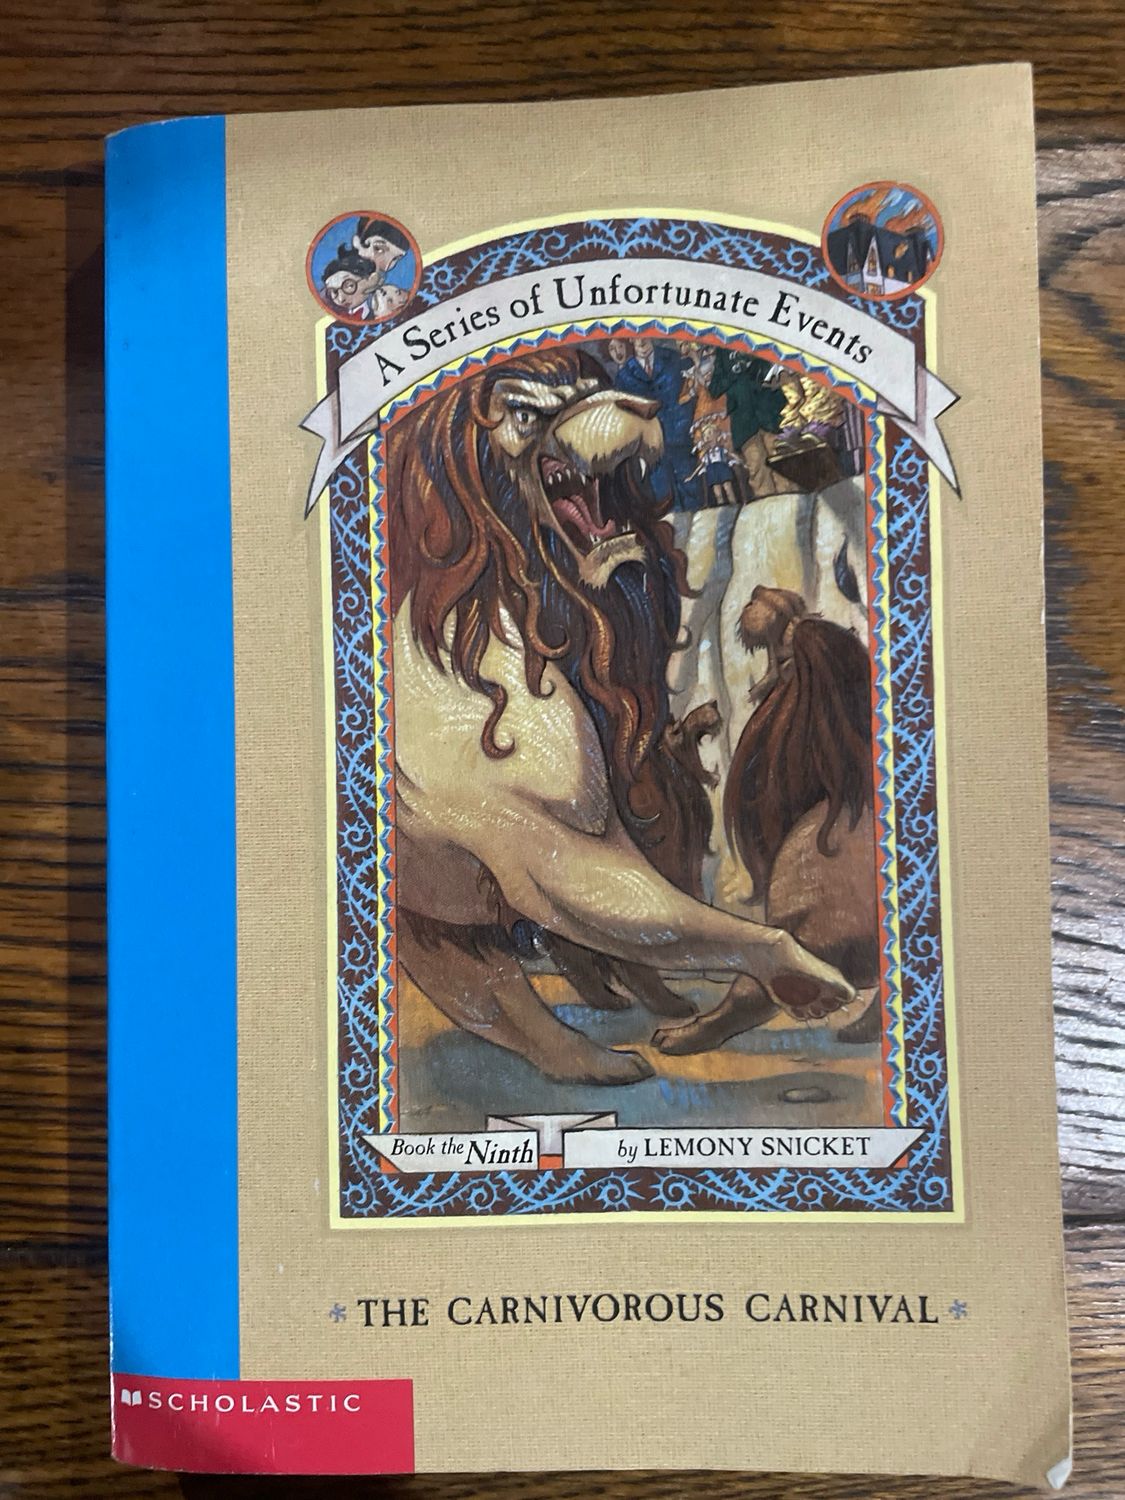 A Series of Unfortunate Events
Book the Ninth
by LEMONY SNICKET
THE CARNIVOROUS CARNIVAL
SCHOLASTIC